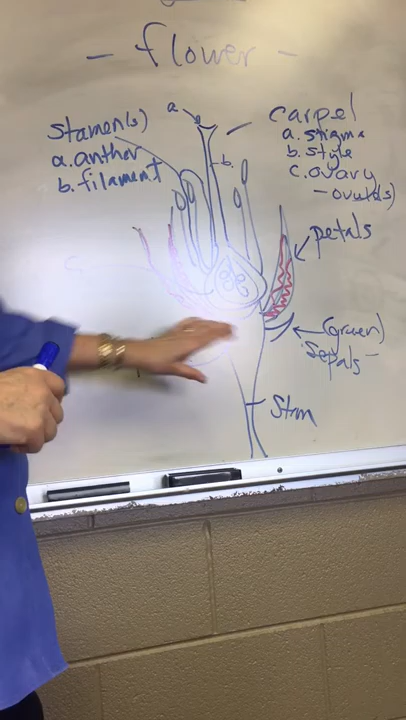 - flower -
Stamen(s)
a. anther
b. filament
a
b.
carpel
a. stigma
b. style
c. ovary
- ovule(s)
petals
(green)
Sepals -
Stem